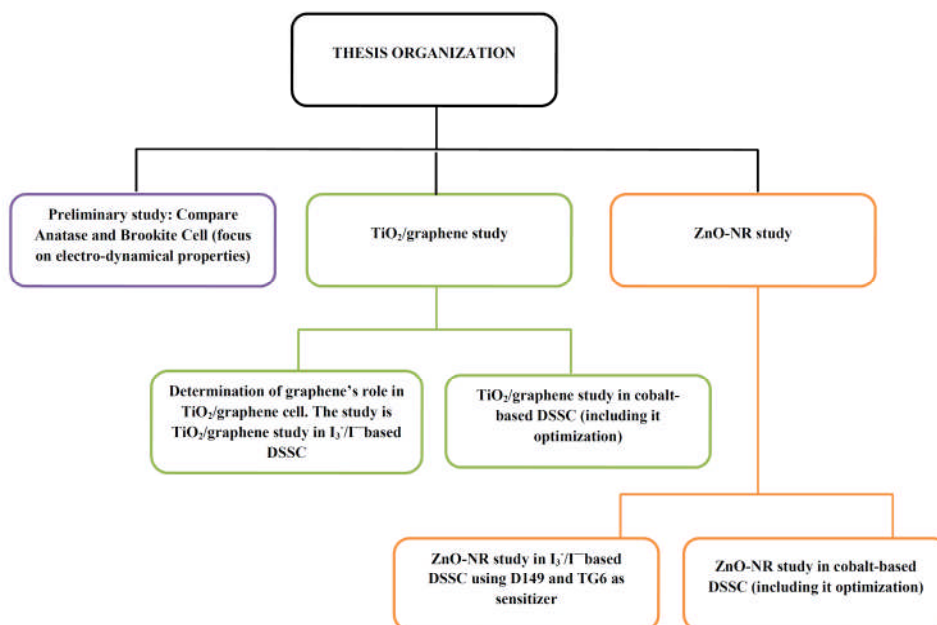 THESIS ORGANIZATION
Preliminary study: Compare
Anatase and Brookite Cell (focus
on electro-dynamical properties)
TiO₂/graphene study
ZnO-NR study
Determination of graphene's role in
TiO₂/graphene cell. The study is
TiO₂/graphene study in I₃⁻/I⁻ based
DSSC
TiO₂/graphene study in cobalt-
based DSSC (including it
optimization)
ZnO-NR study in I₃⁻/I⁻ based
DSSC using D149 and TG6 as
sensitizer
ZnO-NR study in cobalt-based
DSSC (including it optimization)